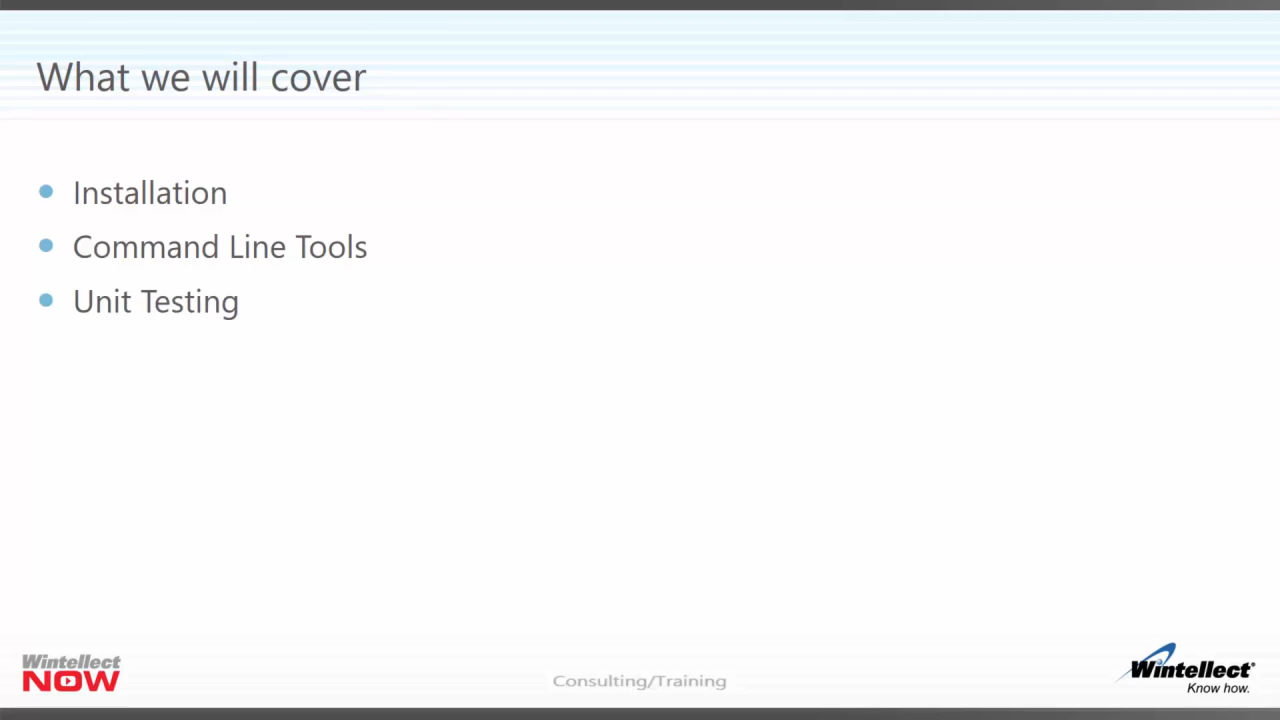 What we will cover
Installation
Command Line Tools
Unit Testing
Wintellect
NOW
Consulting/Training
Wintellect®
Know how.